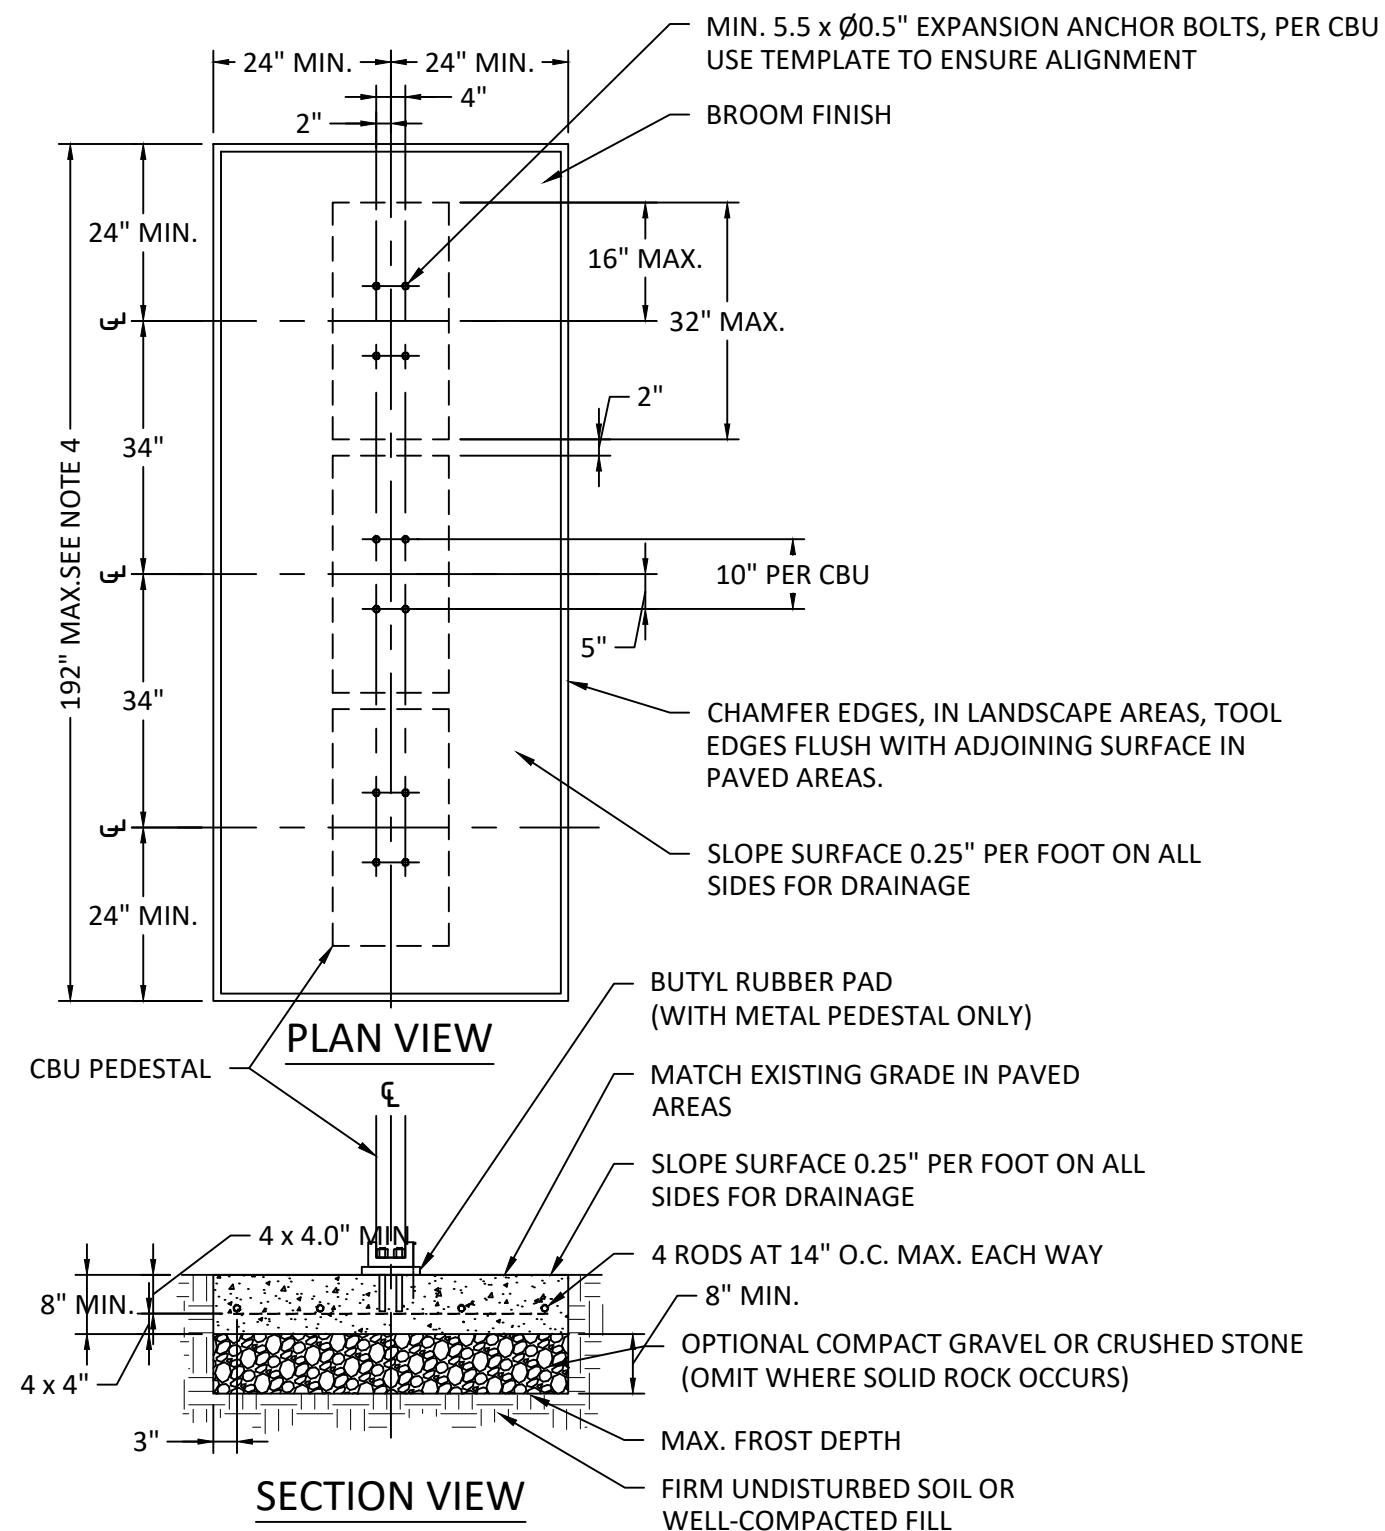 MIN. 5.5 x Ø0.5" EXPANSION ANCHOR BOLTS, PER CBU
USE TEMPLATE TO ENSURE ALIGNMENT
24" MIN.
24" MIN.
4"
2"
BROOM FINISH
24" MIN.
16" MAX.
32" MAX.
2"
34"
192" MAX.SEE NOTE 4
10" PER CBU
5"
34"
CHAMFER EDGES, IN LANDSCAPE AREAS, TOOL
EDGES FLUSH WITH ADJOINING SURFACE IN
PAVED AREAS.
SLOPE SURFACE 0.25" PER FOOT ON ALL
SIDES FOR DRAINAGE
24" MIN.
BUTYL RUBBER PAD
(WITH METAL PEDESTAL ONLY)
PLAN VIEW
CBU PEDESTAL
MATCH EXISTING GRADE IN PAVED
AREAS
SLOPE SURFACE 0.25" PER FOOT ON ALL
SIDES FOR DRAINAGE
4 x 4.0" MIN
4 RODS AT 14" O.C. MAX. EACH WAY
8" MIN.
8" MIN.
OPTIONAL COMPACT GRAVEL OR CRUSHED STONE
(OMIT WHERE SOLID ROCK OCCURS)
4 x 4"
3"
MAX. FROST DEPTH
SECTION VIEW
FIRM UNDISTURBED SOIL OR
WELL-COMPACTED FILL